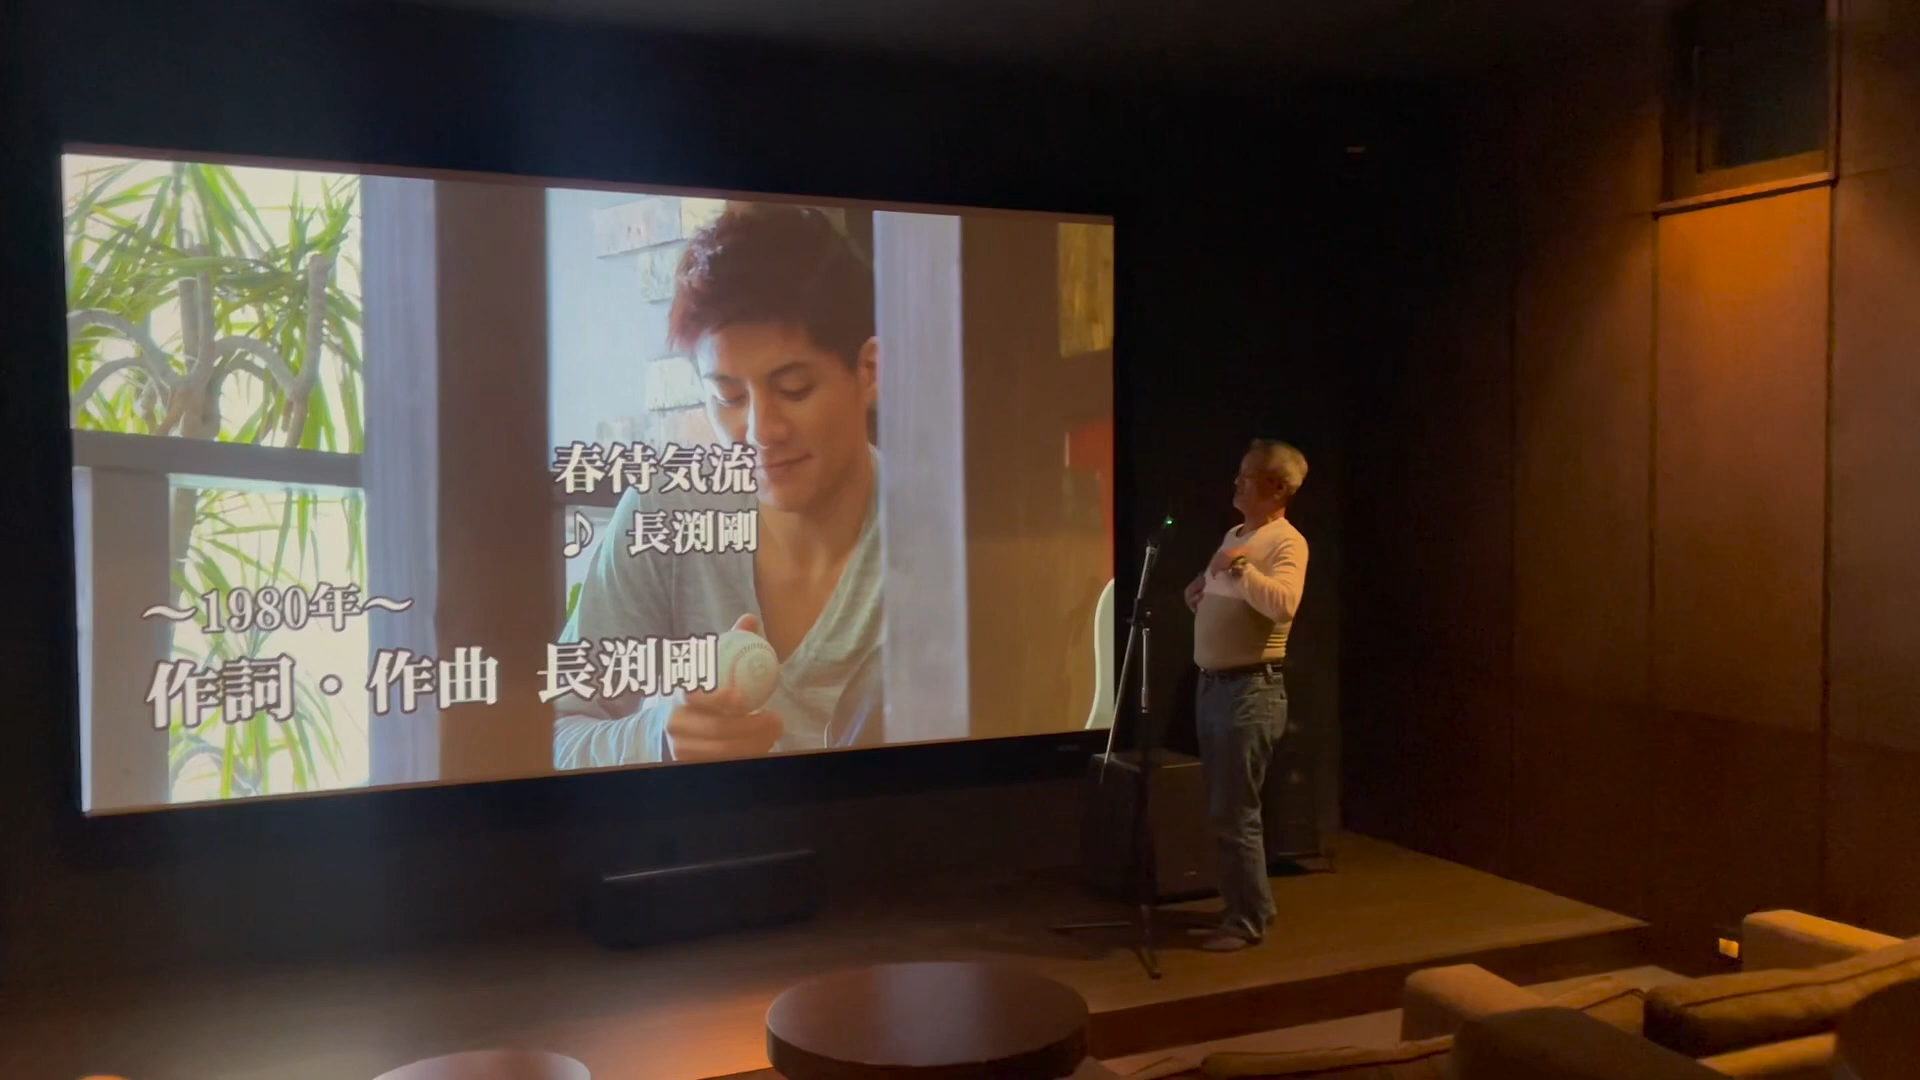 春待気流
♪ 長渕剛
～1980年～
作詞・作曲 長渕剛